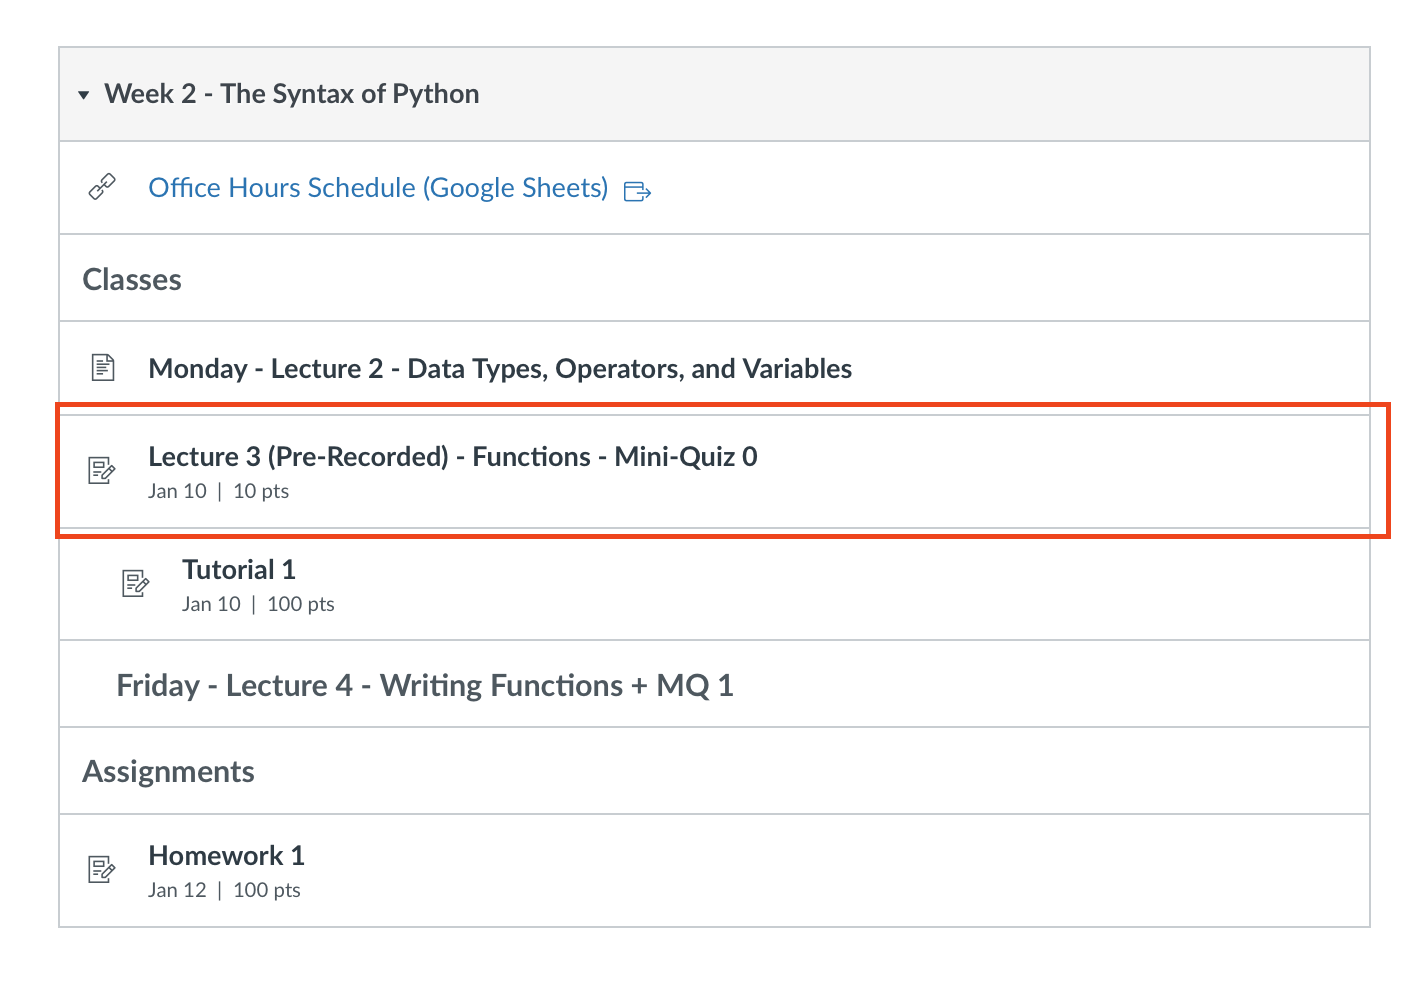 Week 2 - The Syntax of Python
Office Hours Schedule (Google Sheets)
Classes
Monday - Lecture 2 - Data Types, Operators, and Variables
Lecture 3 (Pre-Recorded) - Functions - Mini-Quiz 0
Jan 10 | 10 pts
Tutorial 1
Jan 10 | 100 pts
Friday - Lecture 4 - Writing Functions + MQ 1
Assignments
Homework 1
Jan 12 | 100 pts